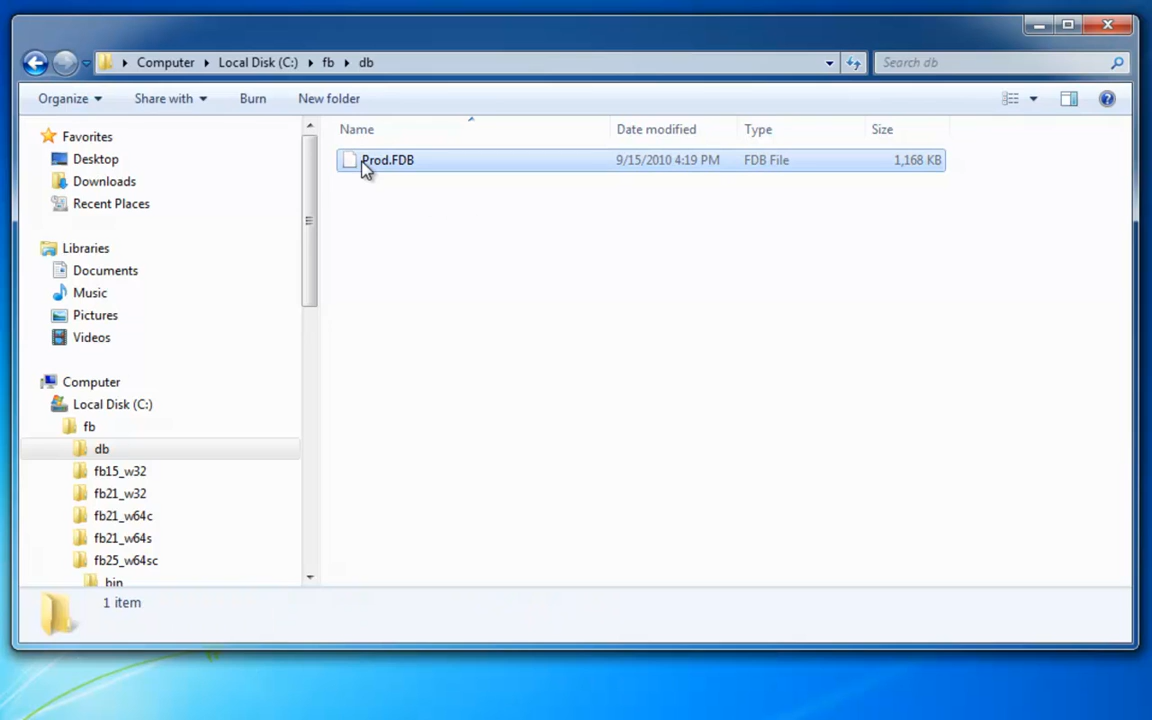 Computer Local Disk (C:) fb db
Search db
Organize Share with Burn New folder
Name Date modified Type Size
Prod.FDB 9/15/2010 4:19 PM FDB File 1,168 KB
Favorites
Desktop
Downloads
Recent Places
Libraries
Documents
Music
Pictures
Videos
Computer
Local Disk (C:)
fb
db
fb15_w32
fb21_w32
fb21_w64c
fb21_w64s
fb25_w64sc
bin
1 item